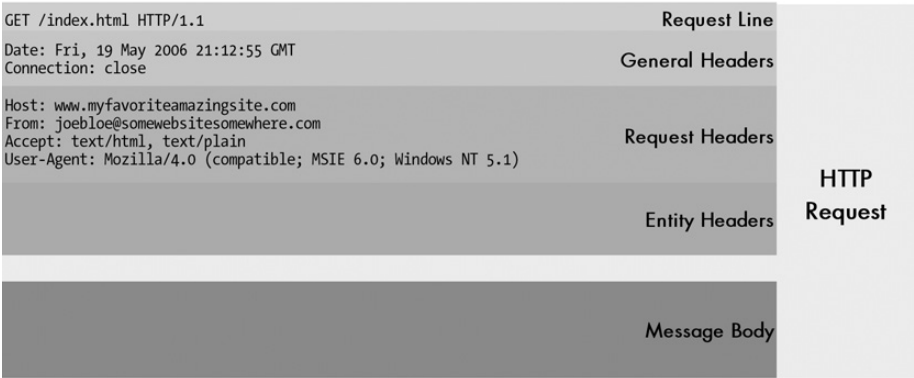 GET /index.html HTTP/1.1
Request Line
Date: Fri, 19 May 2006 21:12:55 GMT
Connection: close
General Headers
Host: www.myfavoriteamazingsite.com
From: joebloe@somewebsitesomewhere.com
Accept: text/html, text/plain
User-Agent: Mozilla/4.0 (compatible; MSIE 6.0; Windows NT 5.1)
Request Headers
Entity Headers
Message Body
HTTP
Request